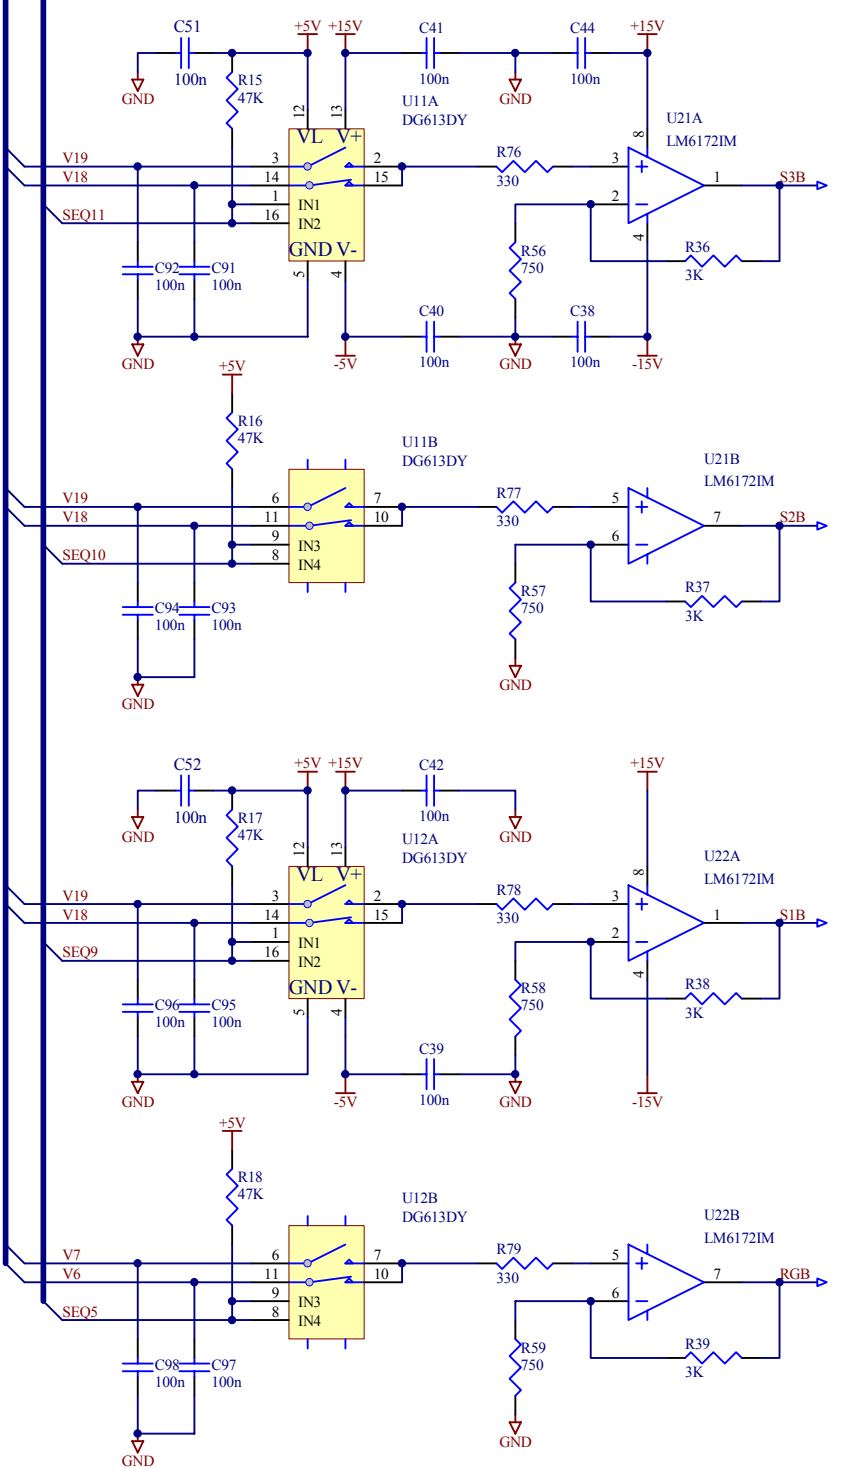 C51
+5V +15V
C41
C44
+15V
100n
GND
R15
47K
100n
GND
100n
U11A
DG613DY
U21A
LM6172IM
12
13
8
VL V+
V19
3
2
R76
330
3
1
S3B
V18
14
15
1
IN1
2
SEQ11
16
IN2
4
GND V-
R56
750
R36
3K
5
4
C92
100n
C91
100n
C40
C38
GND
-5V
100n
GND
100n
-15V
+5V
R16
47K
U11B
DG613DY
U21B
LM6172IM
V19
6
7
R77
330
5
7
S2B
V18
11
10
9
IN3
6
SEQ10
8
IN4
R57
750
R37
3K
C94
100n
C93
100n
GND
GND
C52
+5V +15V
C42
+15V
100n
GND
R17
47K
100n
GND
U12A
DG613DY
U22A
LM6172IM
12
13
8
VL V+
V19
3
2
R78
330
3
1
S1B
V18
14
15
1
IN1
2
SEQ9
16
IN2
4
GND V-
R58
750
R38
3K
5
4
C96
100n
C95
100n
C39
GND
-5V
100n
GND
-15V
+5V
R18
47K
U12B
DG613DY
U22B
LM6172IM
V7
6
7
R79
330
5
7
RGB
V6
11
10
9
IN3
6
SEQ5
8
IN4
R59
750
R39
3K
C98
100n
C97
100n
GND
GND